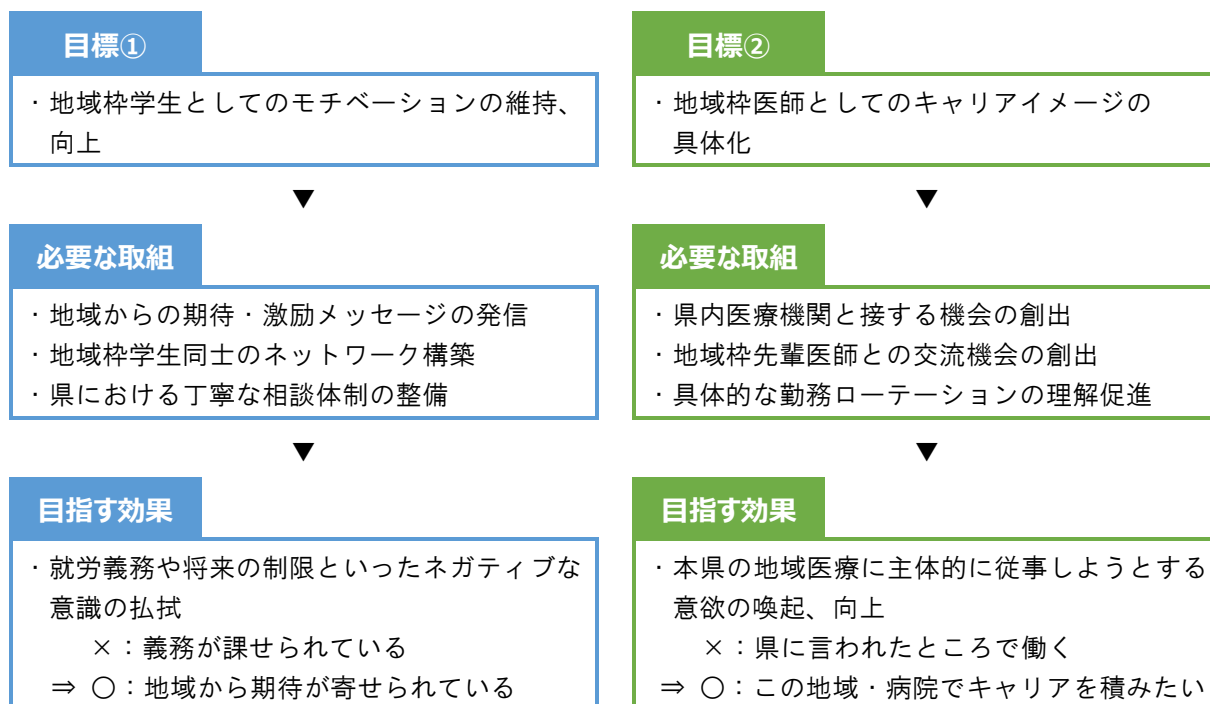 目標①
・地域枠学生としてのモチベーションの維持、
向上
▼
必要な取組
・地域からの期待・激励メッセージの発信
・地域枠学生同士のネットワーク構築
・県における丁寧な相談体制の整備
▼
目指す効果
・就労義務や将来の制限といったネガティブな
意識の払拭
×：義務が課せられている
⇒ 〇：地域から期待が寄せられている
目標②
・地域枠医師としてのキャリアイメージの
具体化
▼
必要な取組
・県内医療機関と接する機会の創出
・地域枠先輩医師との交流機会の創出
・具体的な勤務ローテーションの理解促進
▼
目指す効果
・本県の地域医療に主体的に従事しようとする
意欲の喚起、向上
×：県に言われたところで働く
⇒ 〇：この地域・病院でキャリアを積みたい